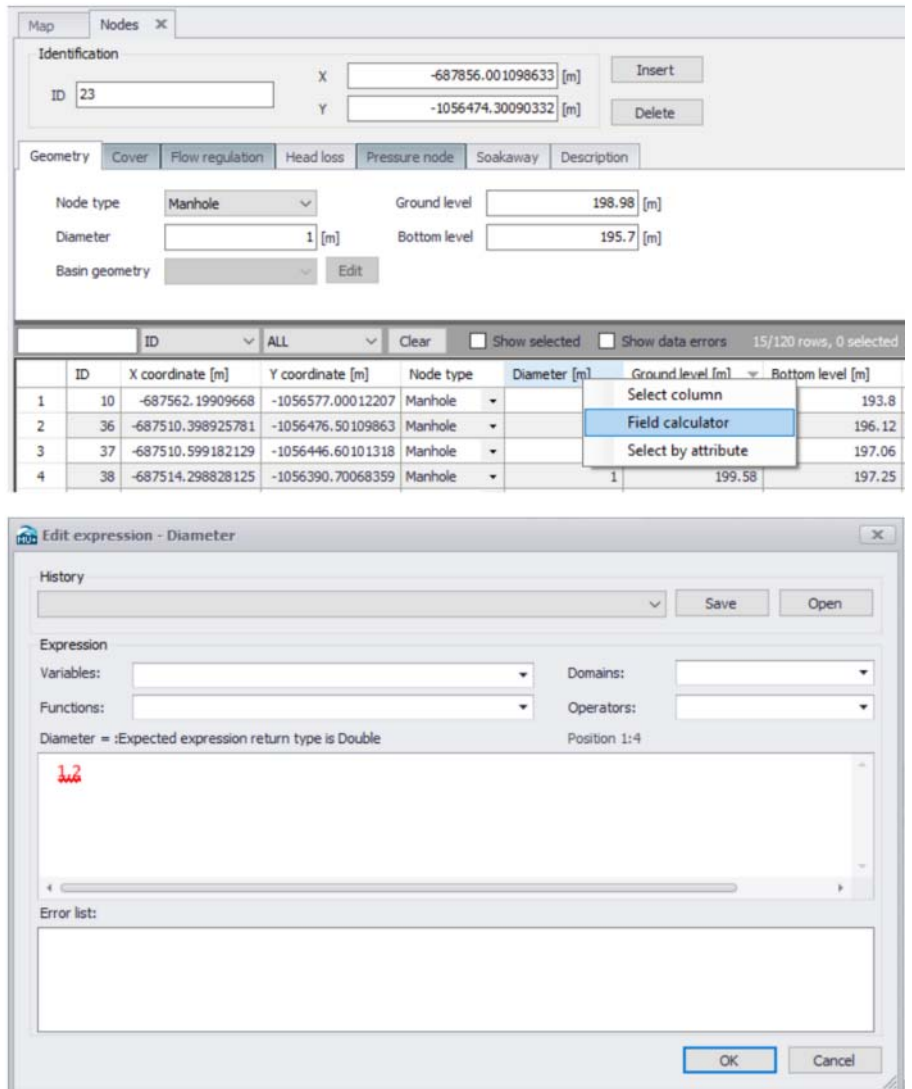 Map Nodes
Identification
ID 23 X -687856.001098633 [m] Insert
Y -1056474.30090332 [m] Delete
Geometry Cover Flow regulation Head loss Pressure node Soakaway Description
Node type Manhole Ground level 198.98 [m]
Diameter 1 [m] Bottom level 195.7 [m]
Basin geometry Edit
ID ALL Clear Show selected Show data errors 15/120 rows, 0 selected
ID X coordinate [m] Y coordinate [m] Node type Diameter [m] Ground level [m] Bottom level [m]
1 10 -687562.19909668 -1056577.00012207 Manhole Select column 193.8
2 36 -687510.398925781 -1056476.50109863 Manhole Field calculator 196.12
3 37 -687510.599182129 -1056446.60101318 Manhole Select by attribute 197.06
4 38 -687514.298828125 -1056390.70068359 Manhole 1 199.58 197.25
MU+ Edit expression - Diameter
History
Save Open
Expression
Variables: Domains:
Functions: Operators:
Diameter = :Expected expression return type is Double Position 1:4
1.2
Error list:
OK Cancel